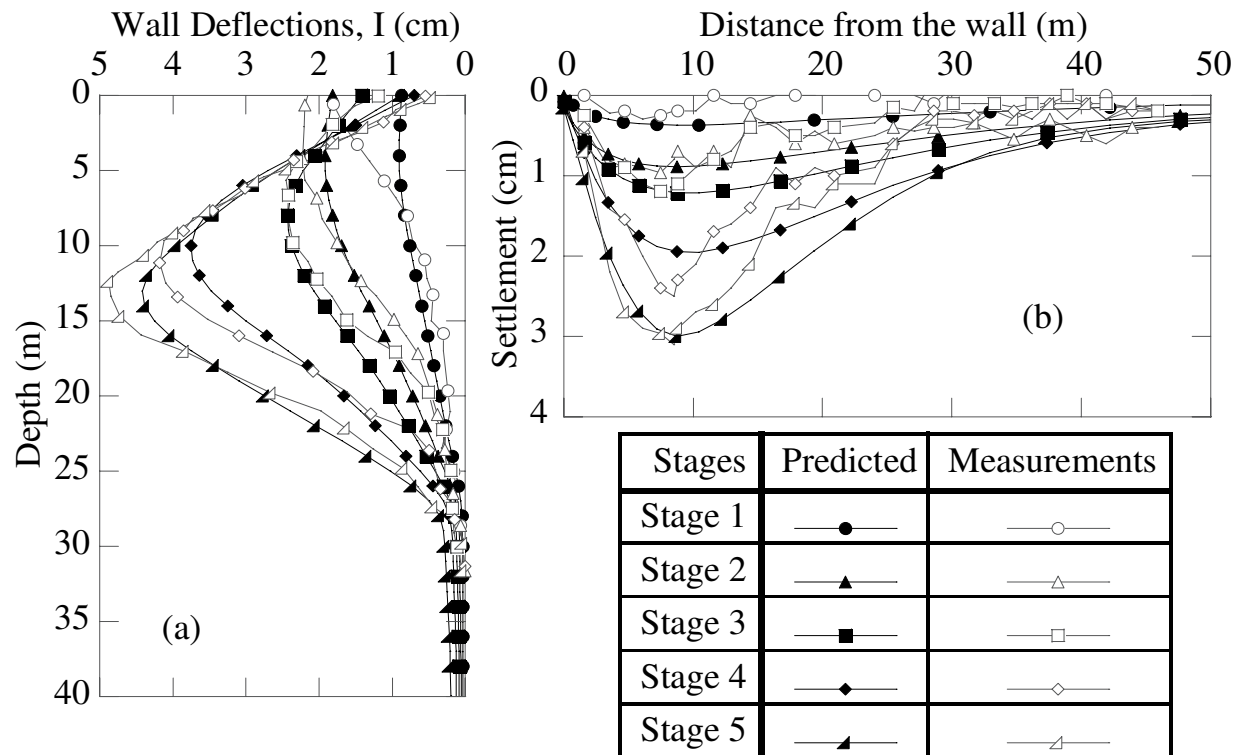 Wall Deflections, I (cm)
5 4 3 2 1 0
0
5
10
15
20
25
30
35
40
Depth (m)
(a)
Distance from the wall (m)
0 10 20 30 40 50
0
1
2
3
4
Settlement (cm)
(b)
Stages Predicted Measurements
Stage 1
Stage 2
Stage 3
Stage 4
Stage 5